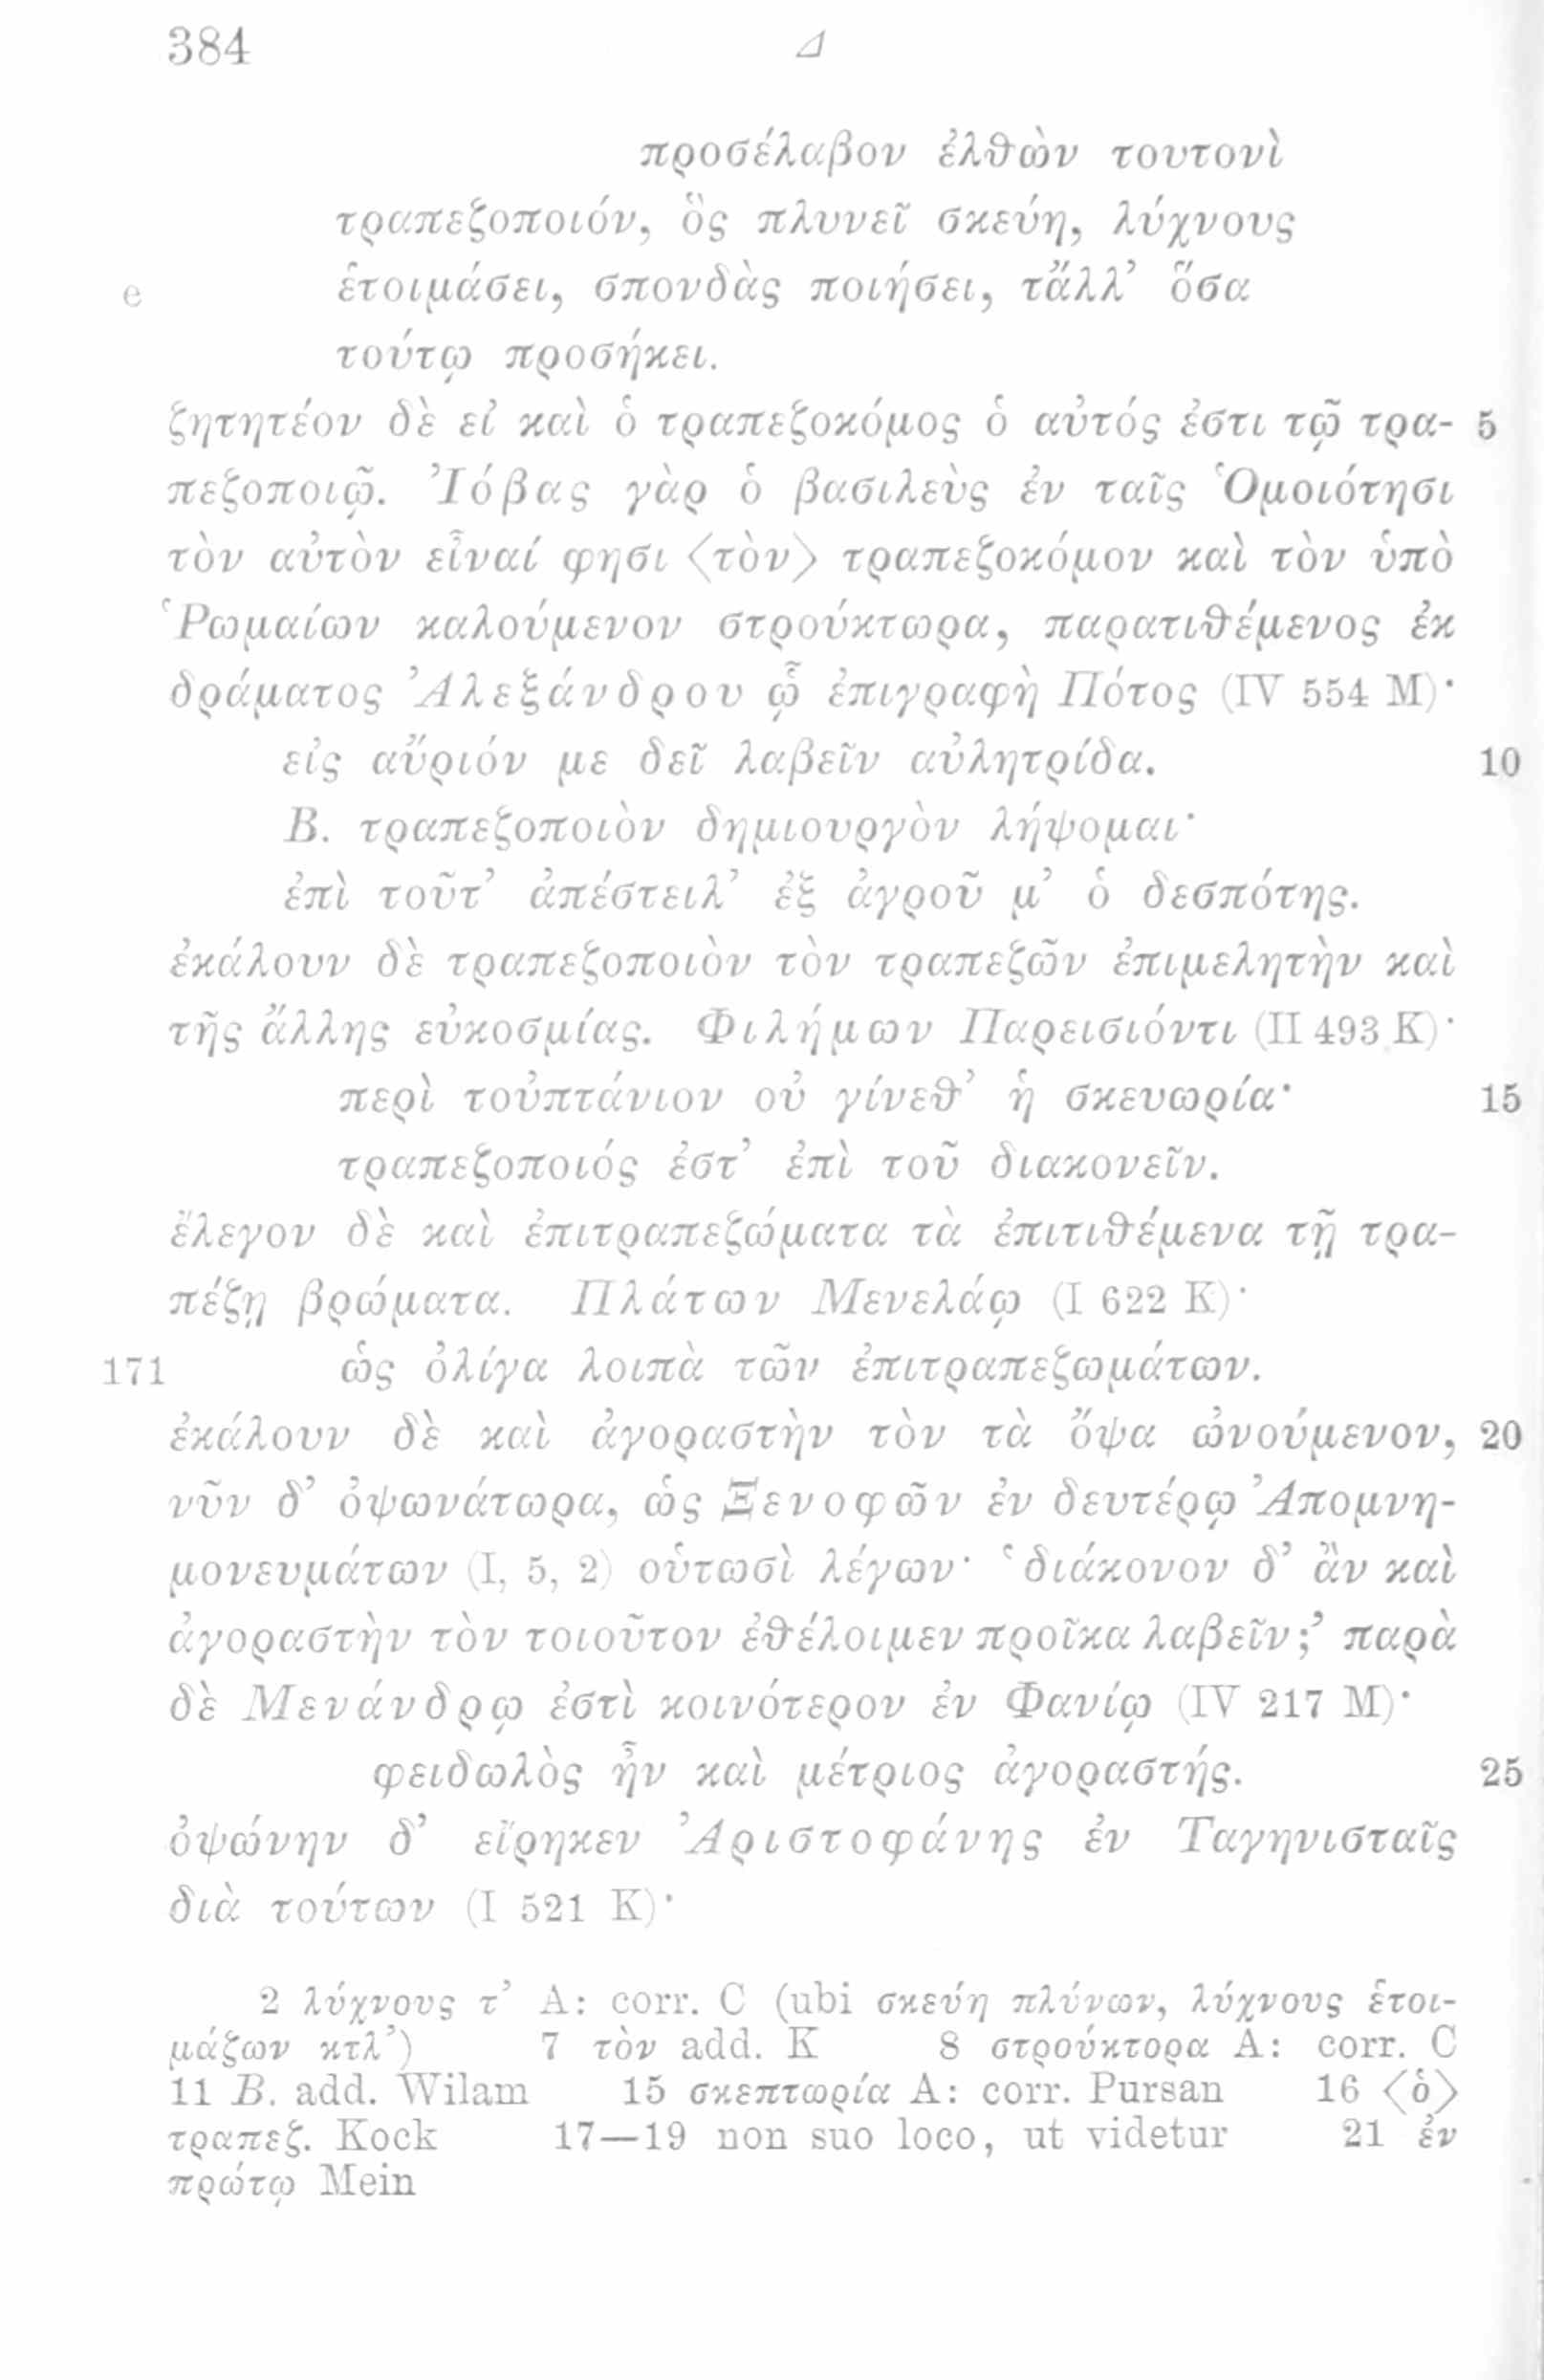 384 Δ
προσέλαβον ἐλθὼν τουτονὶ
τραπεζοποιόν, ὃς πλυνεῖ σκεύη, λύχνους
e ἑτοιμάσει, σπονδὰς ποιήσει, τἄλλ’ ὅσα
τούτῳ προσήκει.
ζητητέον δὲ εἰ καὶ ὁ τραπεζοκόμος ὁ αὐτός ἐστι τῷ τρα- 5
πεζοποιῷ. Ἰόβας γὰρ ὁ βασιλεὺς ἐν ταῖς Ὁμοιότησι
τὸν αὐτὸν εἶναί φησι ⟨τὸν⟩ τραπεζοκόμον καὶ τὸν ὑπὸ
Ῥωμαίων καλούμενον στρούκτωρα, παρατιθέμενος ἐκ
δράματος Ἀλεξάνδρου ᾧ ἐπιγραφὴ Πότος (IV 554 M)·
εἰς αὔριόν με δεῖ λαβεῖν αὐλητρίδα. 10
Β. τραπεζοποιὸν δημιουργὸν λήψομαι·
ἐπὶ τοῦτ’ ἀπέστειλ’ ἐξ ἀγροῦ μ’ ὁ δεσπότης.
ἐκάλουν δὲ τραπεζοποιὸν τὸν τραπεζῶν ἐπιμελητὴν καὶ
τῆς ἄλλης εὐκοσμίας. Φιλήμων Παρεισιόντι (II 493 K)·
περὶ τοὐπτάνιον οὐ γίνεθ’ ἡ σκευωρία· 15
τραπεζοποιός ἐστ’ ἐπὶ τοῦ διακονεῖν.
ἔλεγον δὲ καὶ ἐπιτραπεζώματα τὰ ἐπιτιθέμενα τῇ τρα-
πέζῃ βρώματα. Πλάτων Μενελάῳ (I 622 K)·
171 ὡς ὀλίγα λοιπὰ τῶν ἐπιτραπεζωμάτων.
ἐκάλουν δὲ καὶ ἀγοραστὴν τὸν τὰ ὄψα ὠνούμενον, 20
νῦν δ’ ὀψωνάτωρα, ὡς Ξενοφῶν ἐν δευτέρῳ Ἀπομνη-
μονευμάτων (I, 5, 2) οὑτωσὶ λέγων· ‘διάκονον δ’ ἂν καὶ
ἀγοραστὴν τὸν τοιοῦτον ἐθέλοιμεν προῖκα λαβεῖν;’ παρὰ
δὲ Μενάνδρῳ ἐστὶ κοινότερον ἐν Φανίῳ (IV 217 M)·
φειδωλὸς ἦν καὶ μέτριος ἀγοραστής. 25
ὀψώνην δ’ εἴρηκεν Ἀριστοφάνης ἐν Ταγηνισταῖς
διὰ τούτων (I 521 K)·
2 λύχνους τ’ A: corr. C (ubi σκεύη πλύνων, λύχνους ἑτοι-
μάζων κτλ’) 7 τὸν add. K 8 στρούκτορα A: corr. C
11 Β. add. Wilam 15 σκεπτωρία A: corr. Pursan 16 ⟨ὁ⟩
τραπεζ. Kock 17—19 non suo loco, ut videtur 21 ἐν
πρώτῳ Mein